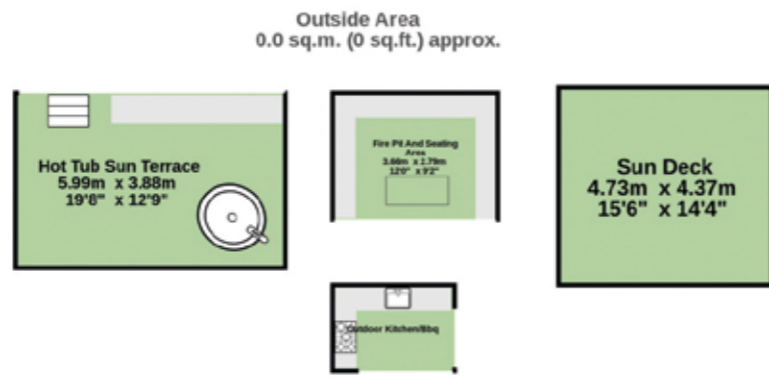 Outside Area
0.0 sq.m. (0 sq.ft.) approx.
Hot Tub Sun Terrace
5.99m x 3.88m
19'8" x 12'9"
Fire Pit And Seating
Area
3.66m x 2.79m
12'0" x 9'2"
Sun Deck
4.73m x 4.37m
15'6" x 14'4"
Outdoor Kitchen/Bbq